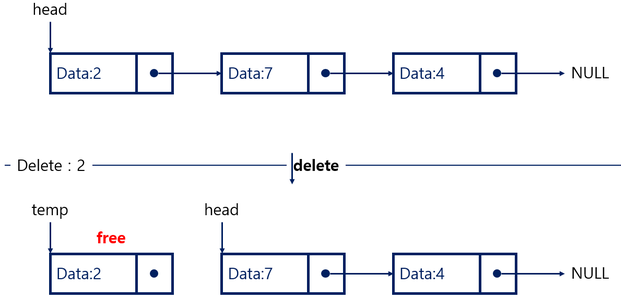 head
Data:2 Data:7 Data:4 NULL
- Delete : 2 delete
temp head
free
Data:2 Data:7 Data:4 NULL